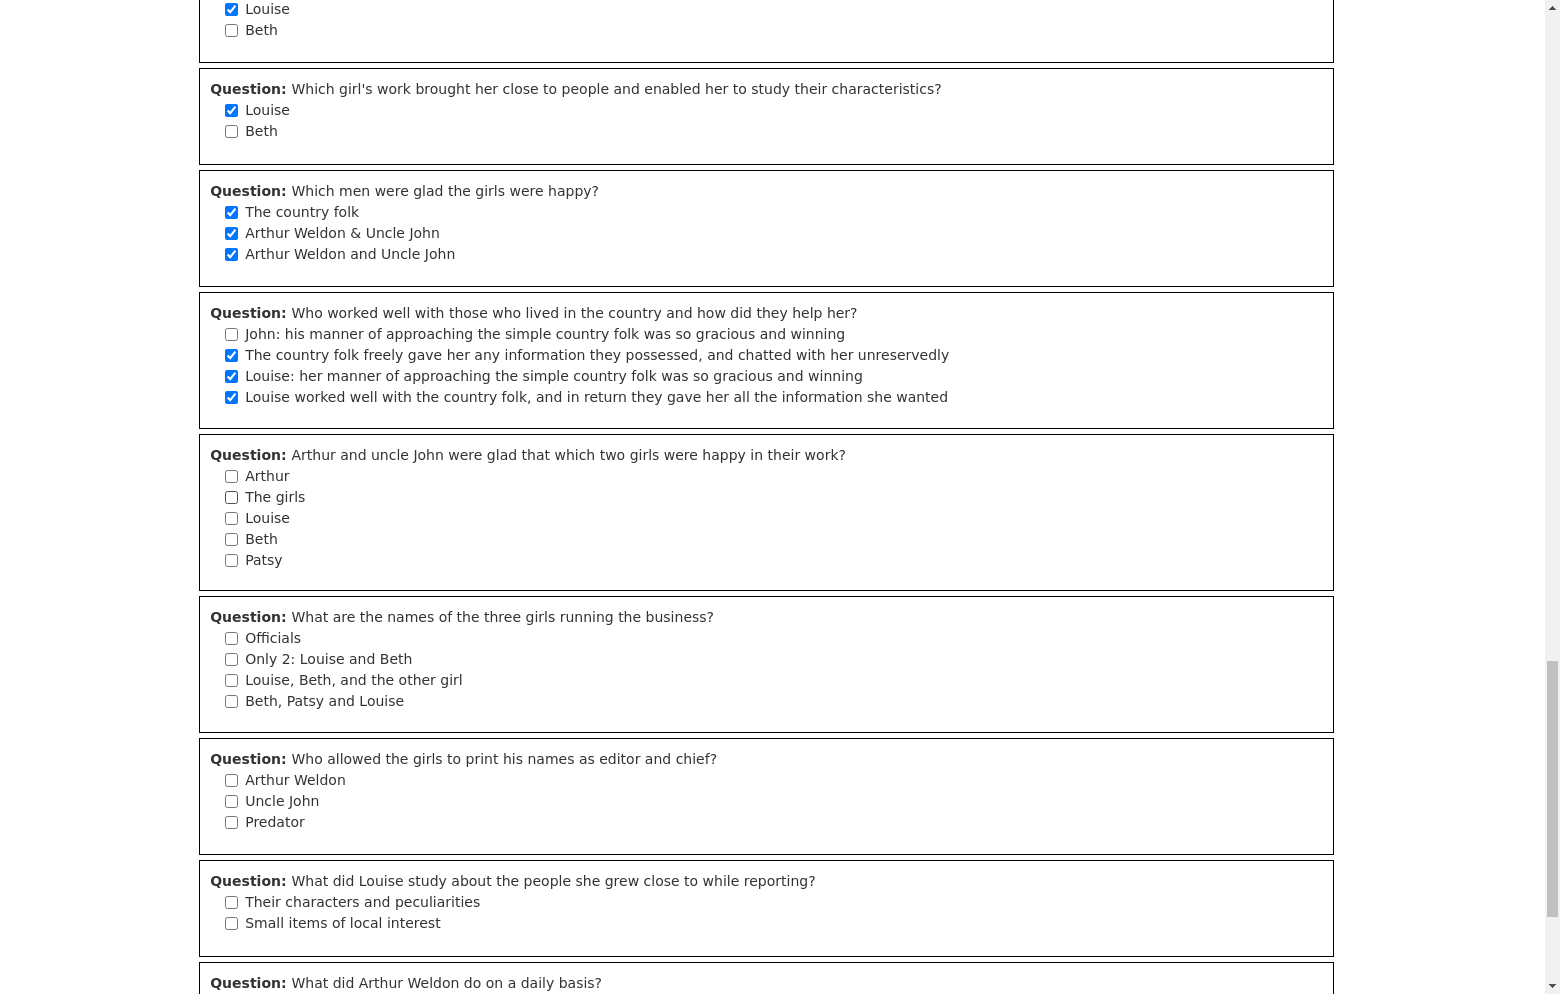 Louise
Beth
Question: Which girl's work brought her close to people and enabled her to study their characteristics?
Louise
Beth
Question: Which men were glad the girls were happy?
The country folk
Arthur Weldon & Uncle John
Arthur Weldon and Uncle John
Question: Who worked well with those who lived in the country and how did they help her?
John: his manner of approaching the simple country folk was so gracious and winning
The country folk freely gave her any information they possessed, and chatted with her unreservedly
Louise: her manner of approaching the simple country folk was so gracious and winning
Louise worked well with the country folk, and in return they gave her all the information she wanted
Question: Arthur and uncle John were glad that which two girls were happy in their work?
Arthur
The girls
Louise
Beth
Patsy
Question: What are the names of the three girls running the business?
Officials
Only 2: Louise and Beth
Louise, Beth, and the other girl
Beth, Patsy and Louise
Question: Who allowed the girls to print his names as editor and chief?
Arthur Weldon
Uncle John
Predator
Question: What did Louise study about the people she grew close to while reporting?
Their characters and peculiarities
Small items of local interest
Question: What did Arthur Weldon do on a daily basis?